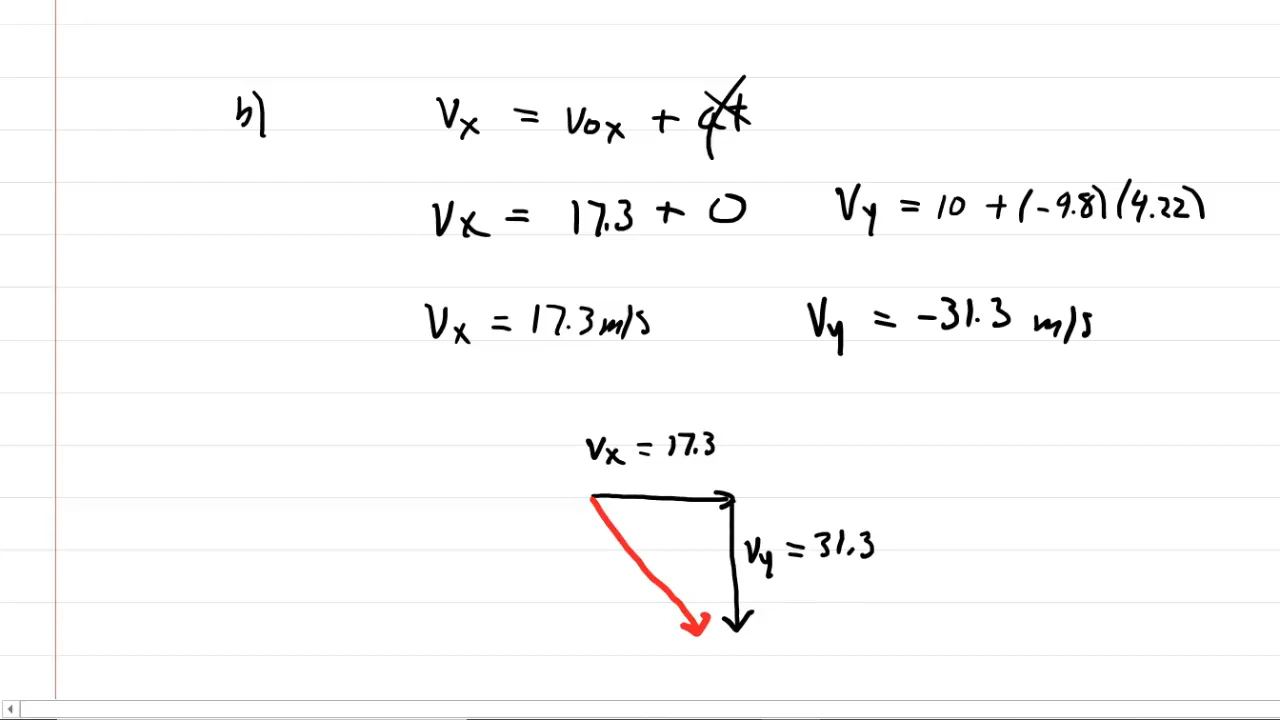 b) Vx = Vox + at
Vx = 17.3 + 0 Vy = 10 + (-9.8)(4.22)
Vx = 17.3 m/s Vy = -31.3 m/s
Vx = 17.3
Vy = 31.3